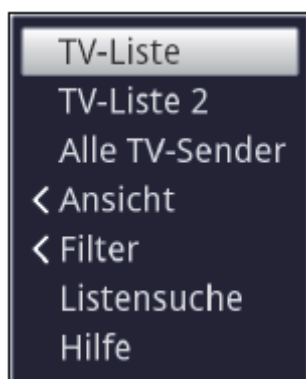 TV-Liste
TV-Liste 2
Alle TV-Sender
< Ansicht
< Filter
Listensuche
Hilfe